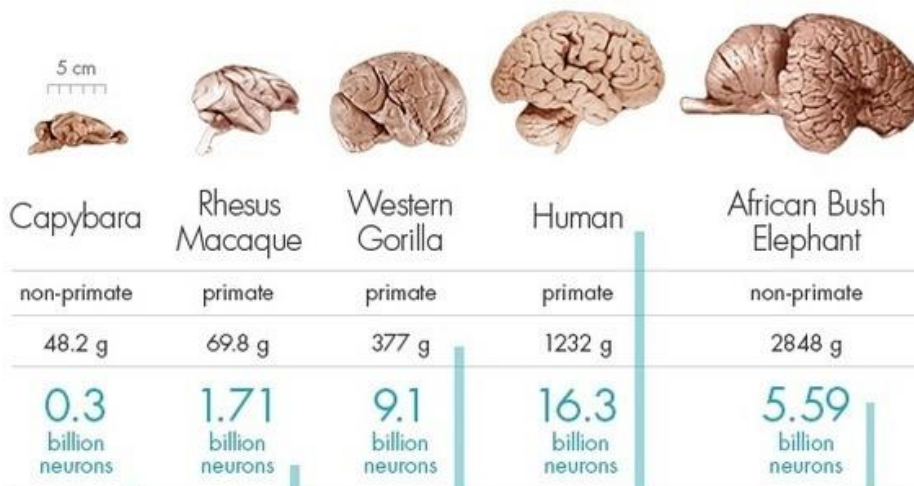 5 cm
Capybara
Rhesus
Macaque
Western
Gorilla
Human
African Bush
Elephant
non-primate primate primate primate non-primate
48.2 g 69.8 g 377 g 1232 g 2848 g
0.3 1.71 9.1 16.3 5.59
billion billion billion billion billion
neurons neurons neurons neurons neurons